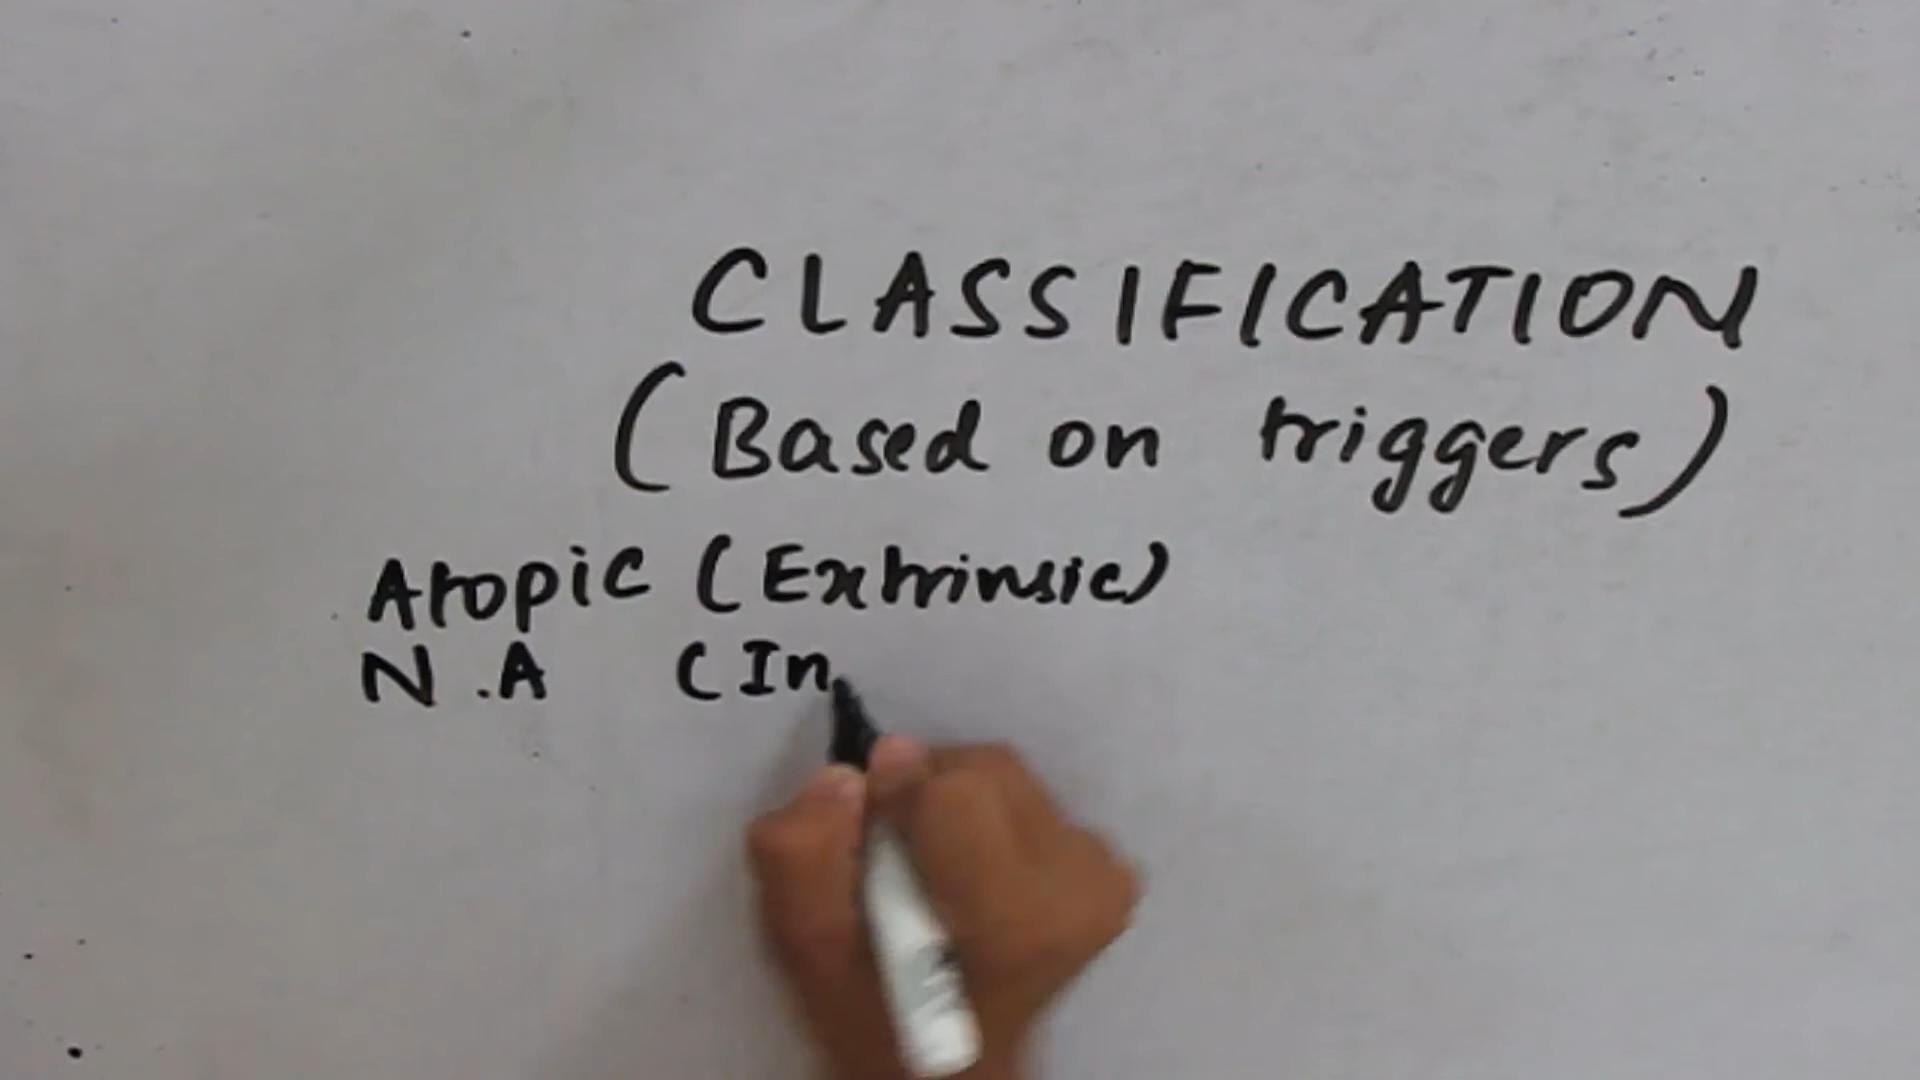 CLASSIFICATION
(Based on triggers)
Atopic (Extrinsic)
N.A (In